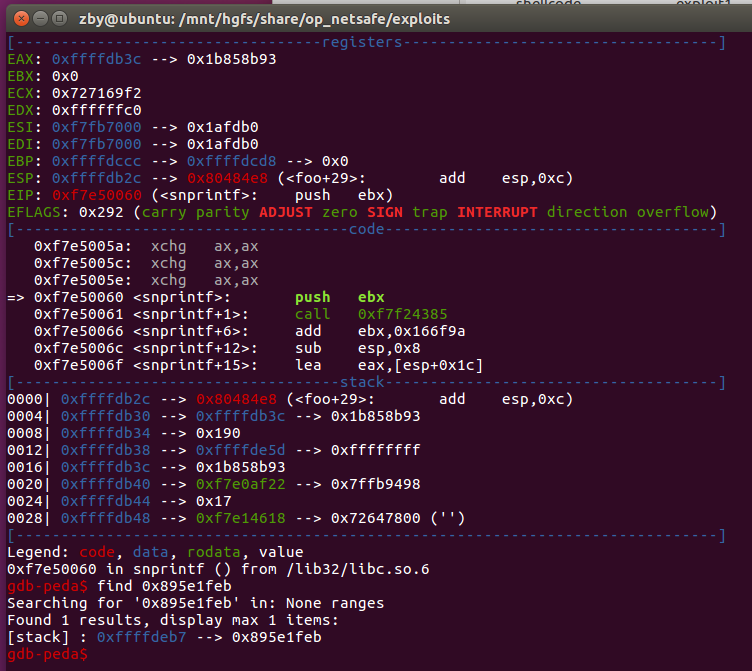 shellcode exploit1
zby@ubuntu: /mnt/hgfs/share/op_netsafe/exploits
[----------------------------------registers-----------------------------------]
EAX: 0xffffdb3c --> 0x1b858b93
EBX: 0x0
ECX: 0x727169f2
EDX: 0xffffffc0
ESI: 0xf7fb7000 --> 0x1afdb0
EDI: 0xf7fb7000 --> 0x1afdb0
EBP: 0xffffdccc --> 0xffffdcd8 --> 0x0
ESP: 0xffffdb2c --> 0x80484e8 (<foo+29>: add esp,0xc)
EIP: 0xf7e50060 (<snprintf>: push ebx)
EFLAGS: 0x292 (carry parity ADJUST zero SIGN trap INTERRUPT direction overflow)
[-------------------------------------code-------------------------------------]
0xf7e5005a: xchg ax,ax
0xf7e5005c: xchg ax,ax
0xf7e5005e: xchg ax,ax
=> 0xf7e50060 <snprintf>: push ebx
0xf7e50061 <snprintf+1>: call 0xf7f24385
0xf7e50066 <snprintf+6>: add ebx,0x166f9a
0xf7e5006c <snprintf+12>: sub esp,0x8
0xf7e5006f <snprintf+15>: lea eax,[esp+0x1c]
[------------------------------------stack-------------------------------------]
0000| 0xffffdb2c --> 0x80484e8 (<foo+29>: add esp,0xc)
0004| 0xffffdb30 --> 0xffffdb3c --> 0x1b858b93
0008| 0xffffdb34 --> 0x190
0012| 0xffffdb38 --> 0xffffde5d --> 0xffffffff
0016| 0xffffdb3c --> 0x1b858b93
0020| 0xffffdb40 --> 0xf7e0af22 --> 0x7ffb9498
0024| 0xffffdb44 --> 0x17
0028| 0xffffdb48 --> 0xf7e14618 --> 0x72647800 ('')
[------------------------------------------------------------------------------]
Legend: code, data, rodata, value
0xf7e50060 in snprintf () from /lib32/libc.so.6
gdb-peda$ find 0x895e1feb
Searching for '0x895e1feb' in: None ranges
Found 1 results, display max 1 items:
[stack] : 0xffffdeb7 --> 0x895e1feb
gdb-peda$